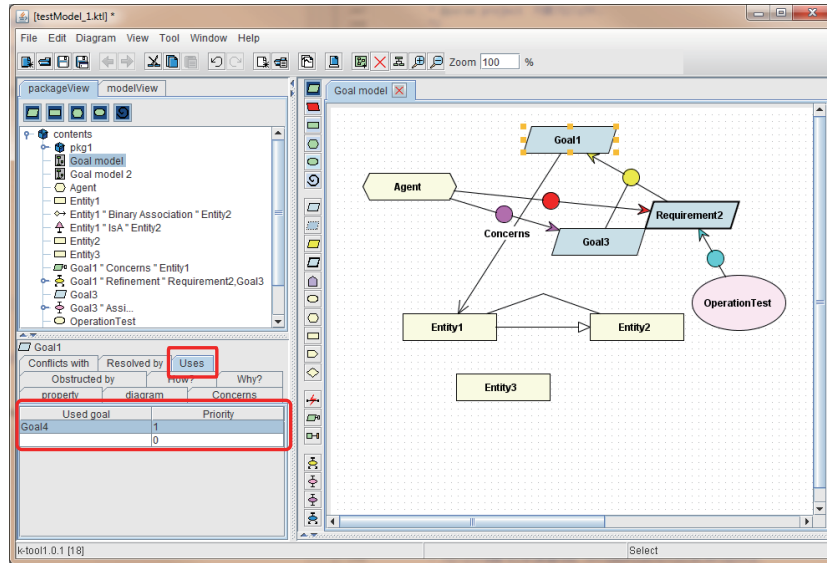 [testModel_1.ktl] *
File Edit Diagram View Tool Window Help
Zoom 100 %
packageView modelView
Goal model
contents
pkg1
Goal model
Goal model 2
Agent
Entity1
Entity1 " Binary Association " Entity2
Entity1 " IsA " Entity2
Entity2
Entity3
Goal1 " Concerns " Entity1
Goal1 " Refinement " Requirement2,Goal3
Goal3
Goal3 " Assi...
OperationTest
Goal1
Conflicts with Resolved by Uses
Obstructed by How? Why?
property diagram Concerns
Used goal Priority
Goal4 1
0
Goal1
Agent
Requirement2
Concerns
Goal3
OperationTest
Entity1 Entity2
Entity3
k-tool1.0.1 [18] Select